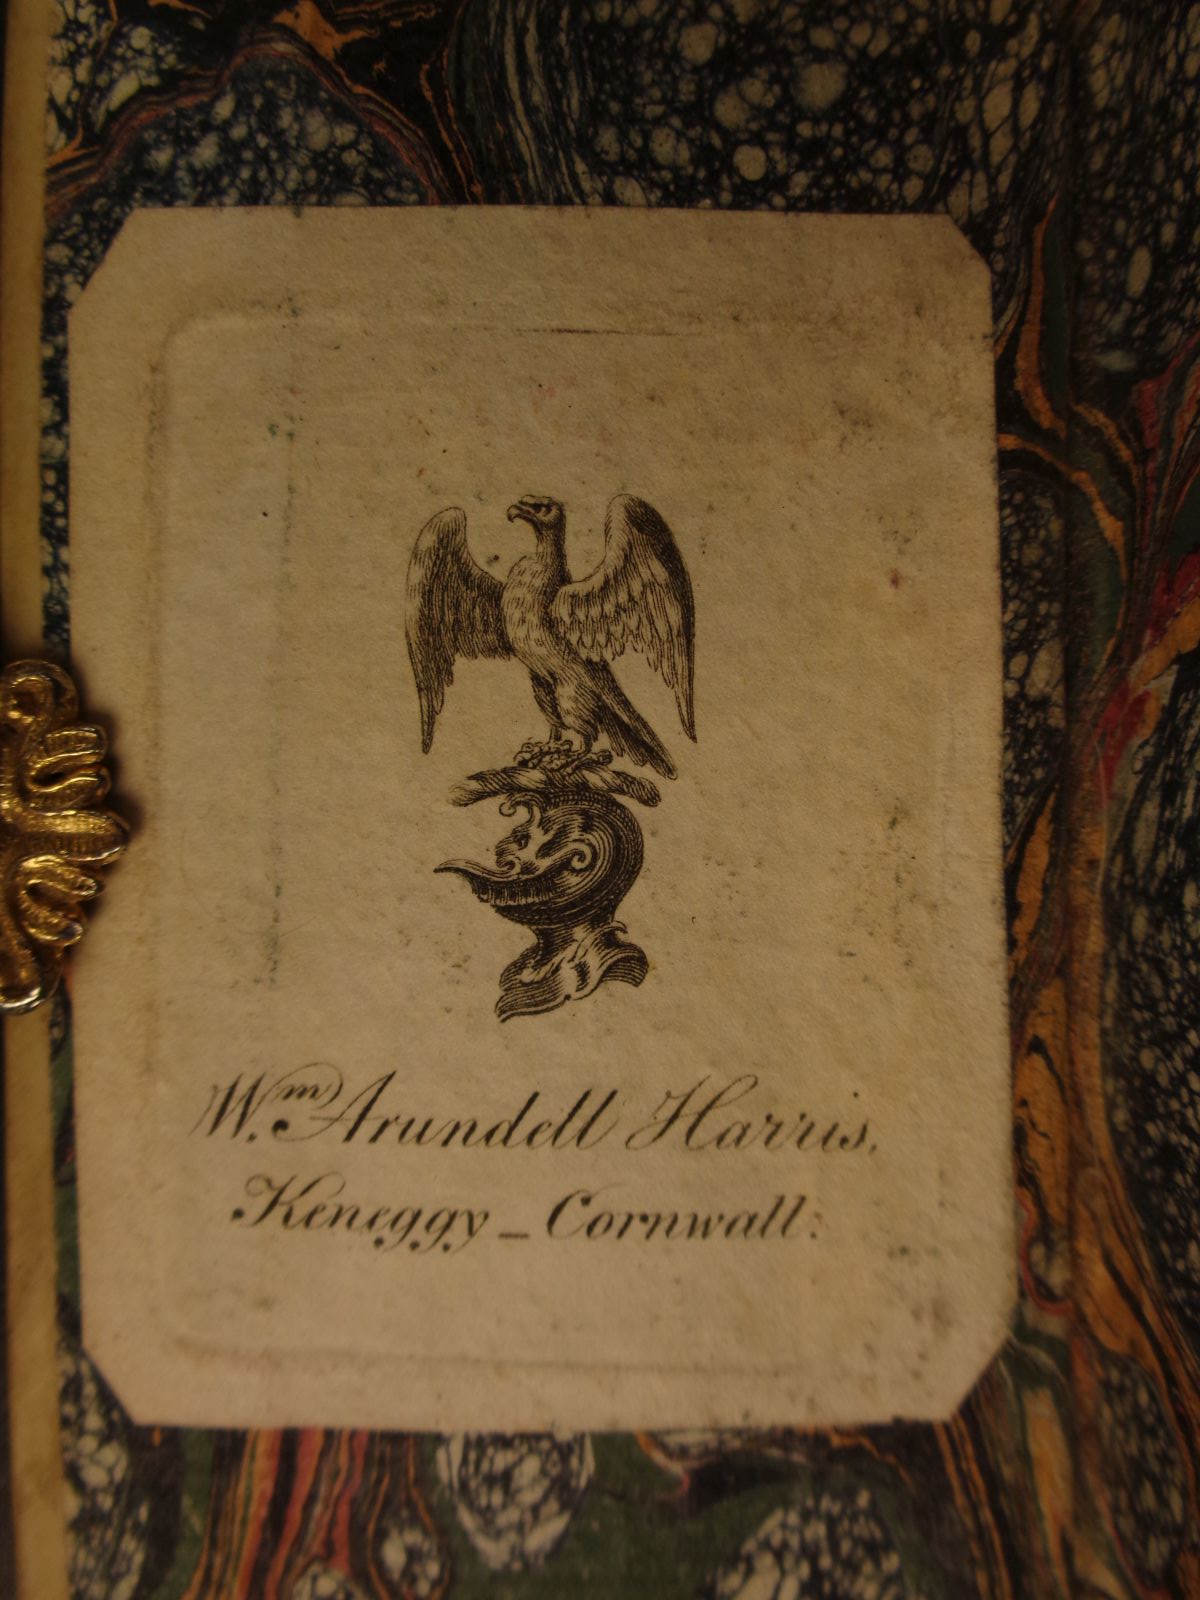 Wm. Arundell Harris.
Keneggy - Cornwall.